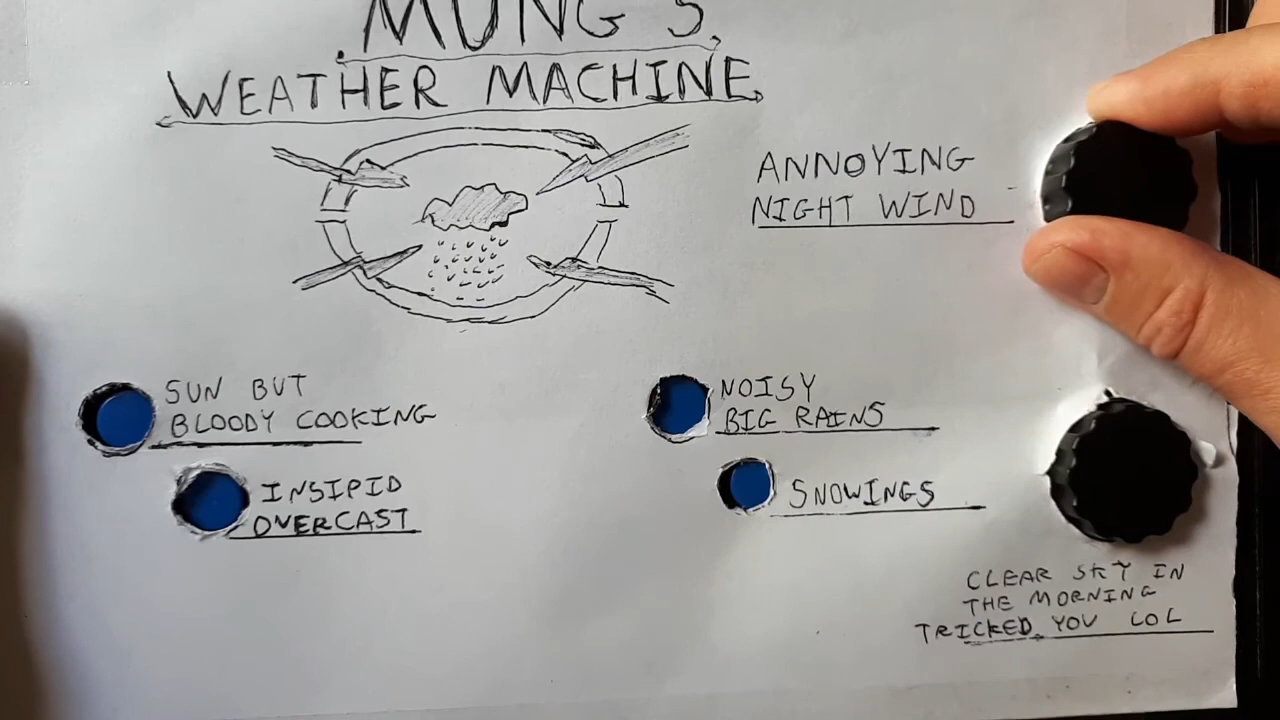 MUNG'S
WEATHER MACHINE
ANNOYING
NIGHT WIND
SUN BUT
BLOODY COOKING
NOISY
BIG RAINS
INSIPID
OVERCAST
SNOWINGS
CLEAR SKY IN
THE MORNING
TRICKED YOU LOL